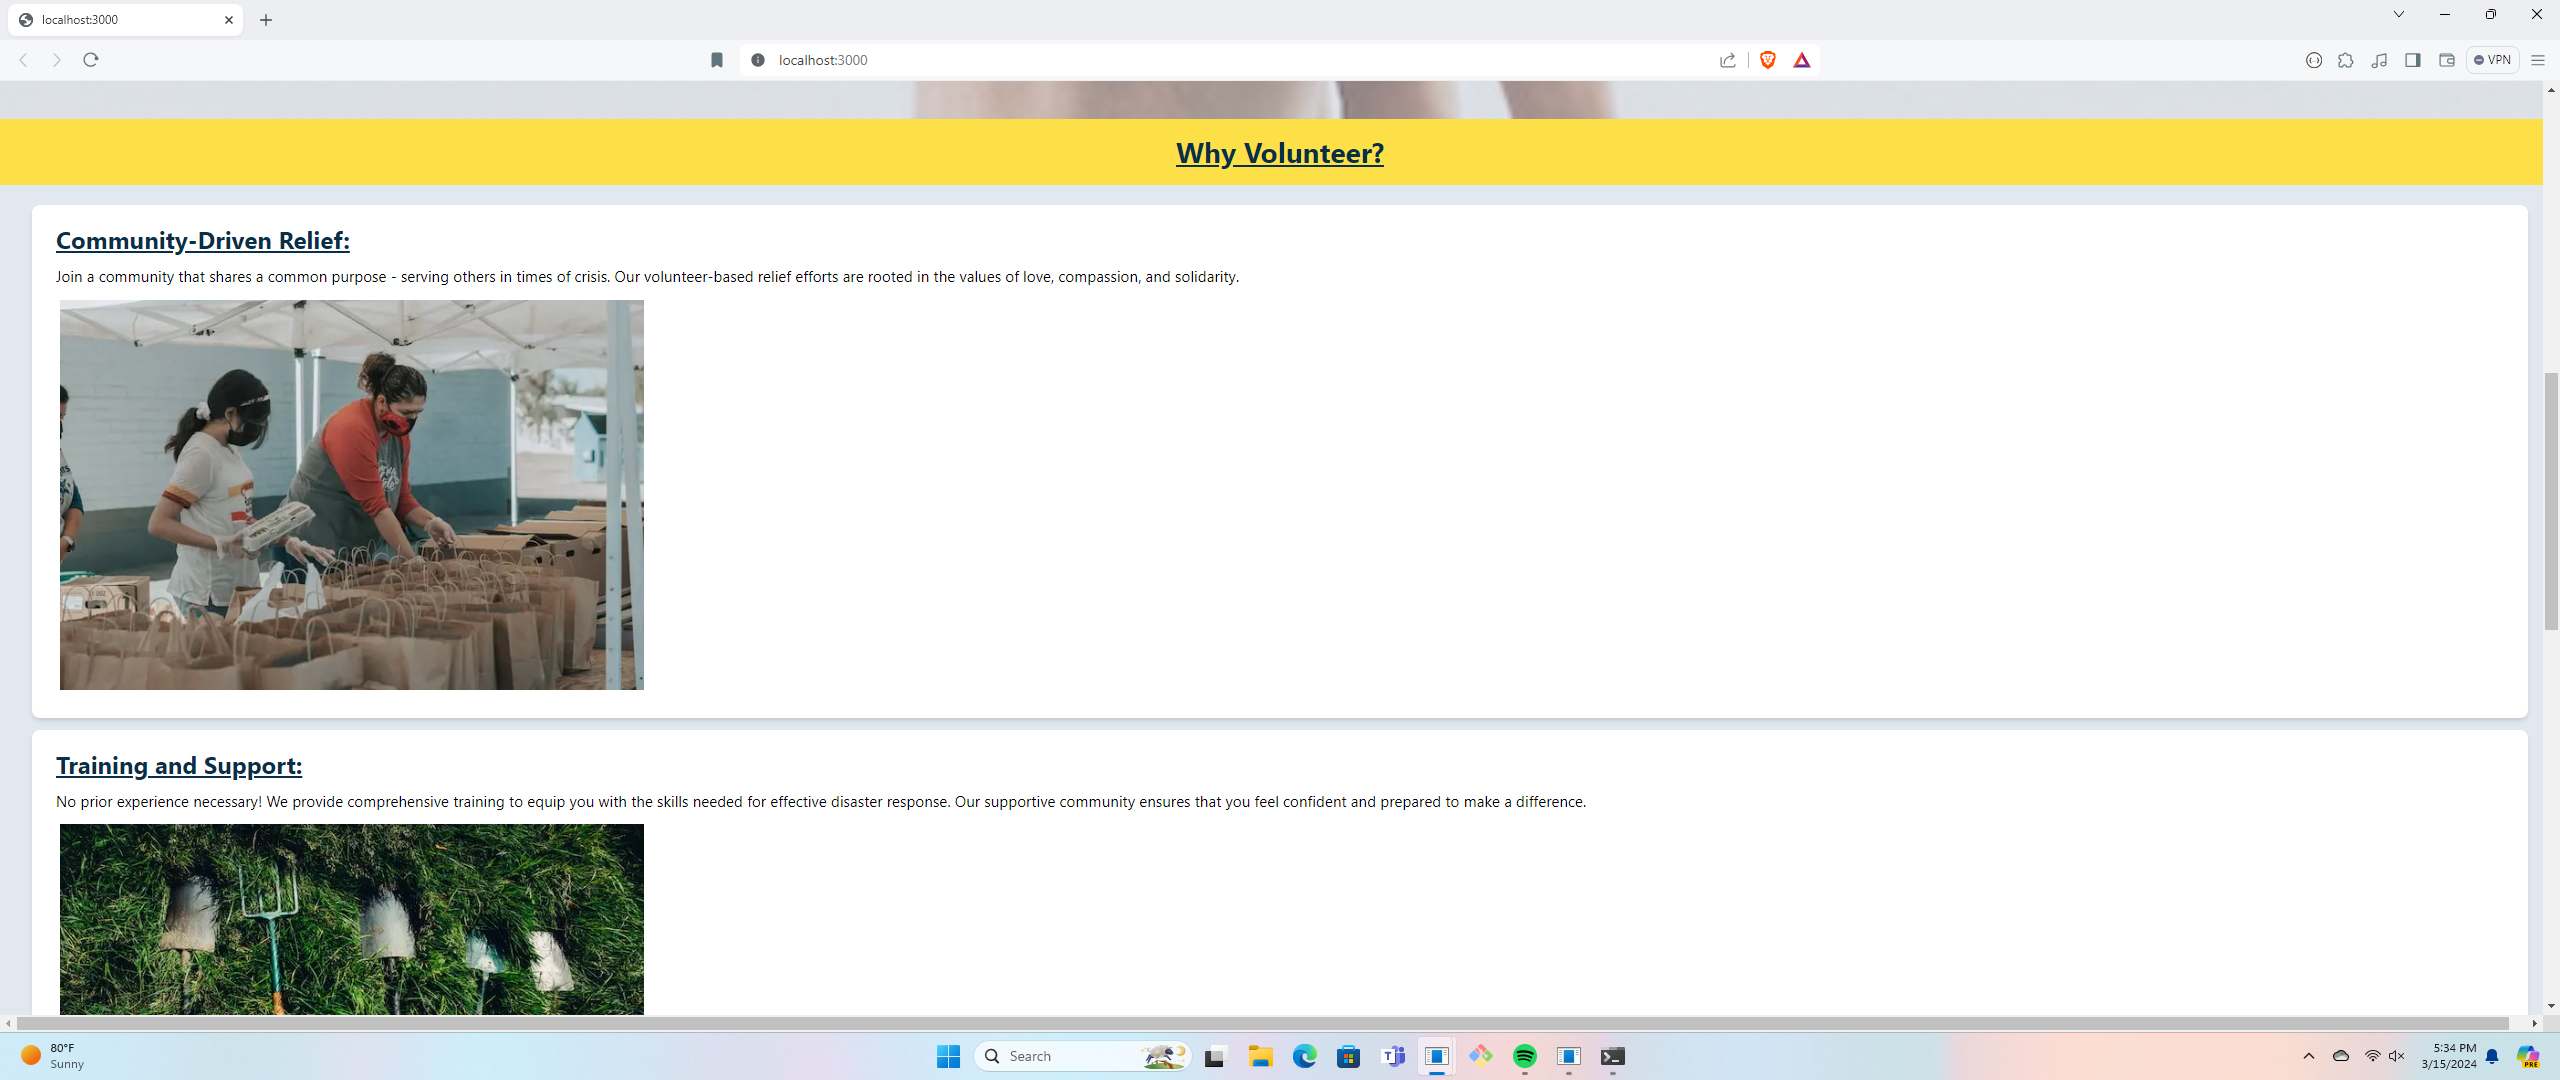 localhost:3000
localhost:3000
VPN
Why Volunteer?
Community-Driven Relief:
Join a community that shares a common purpose - serving others in times of crisis. Our volunteer-based relief efforts are rooted in the values of love, compassion, and solidarity.
Training and Support:
No prior experience necessary! We provide comprehensive training to equip you with the skills needed for effective disaster response. Our supportive community ensures that you feel confident and prepared to make a difference.
80°F
Sunny
Search
5:34 PM
3/15/2024
PRE